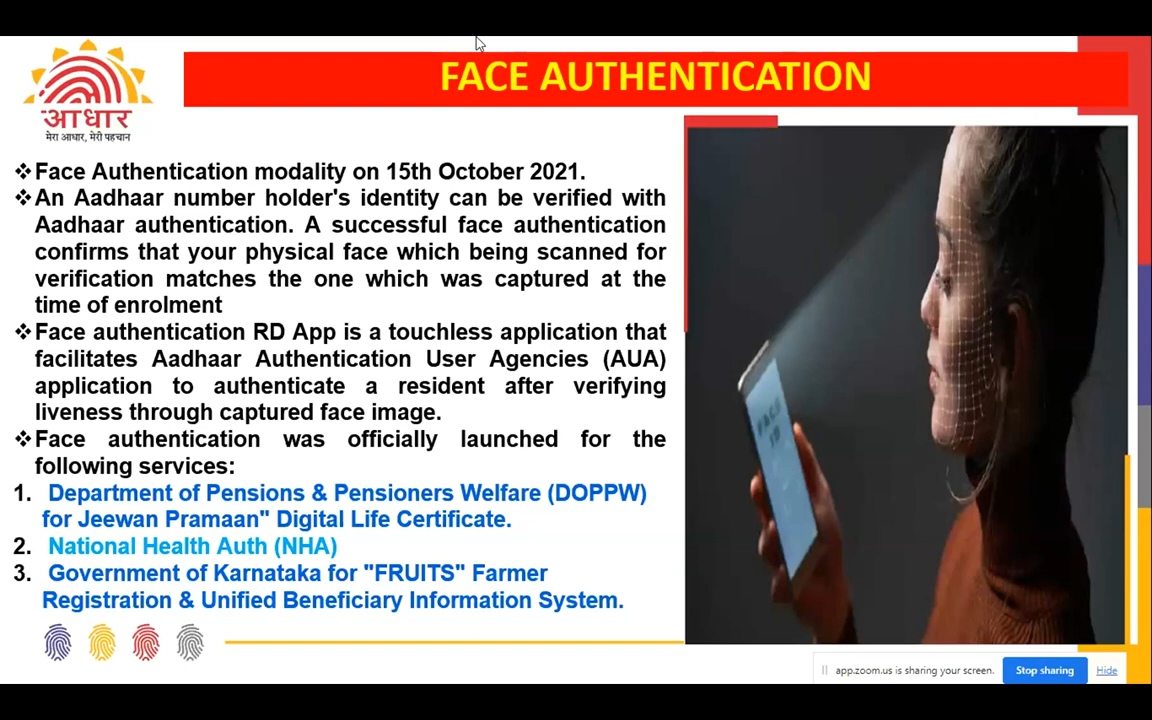 FACE AUTHENTICATION
आधार
मेरा आधार, मेरी पहचान
❖Face Authentication modality on 15th October 2021.
❖An Aadhaar number holder's identity can be verified with
Aadhaar authentication. A successful face authentication
confirms that your physical face which being scanned for
verification matches the one which was captured at the
time of enrolment
❖Face authentication RD App is a touchless application that
facilitates Aadhaar Authentication User Agencies (AUA)
application to authenticate a resident after verifying
liveness through captured face image.
❖Face authentication was officially launched for the
following services:
1. Department of Pensions & Pensioners Welfare (DOPPW)
for Jeewan Pramaan" Digital Life Certificate.
2. National Health Auth (NHA)
3. Government of Karnataka for "FRUITS" Farmer
Registration & Unified Beneficiary Information System.
FACE
ID
app.zoom.us is sharing your screen. Stop sharing Hide